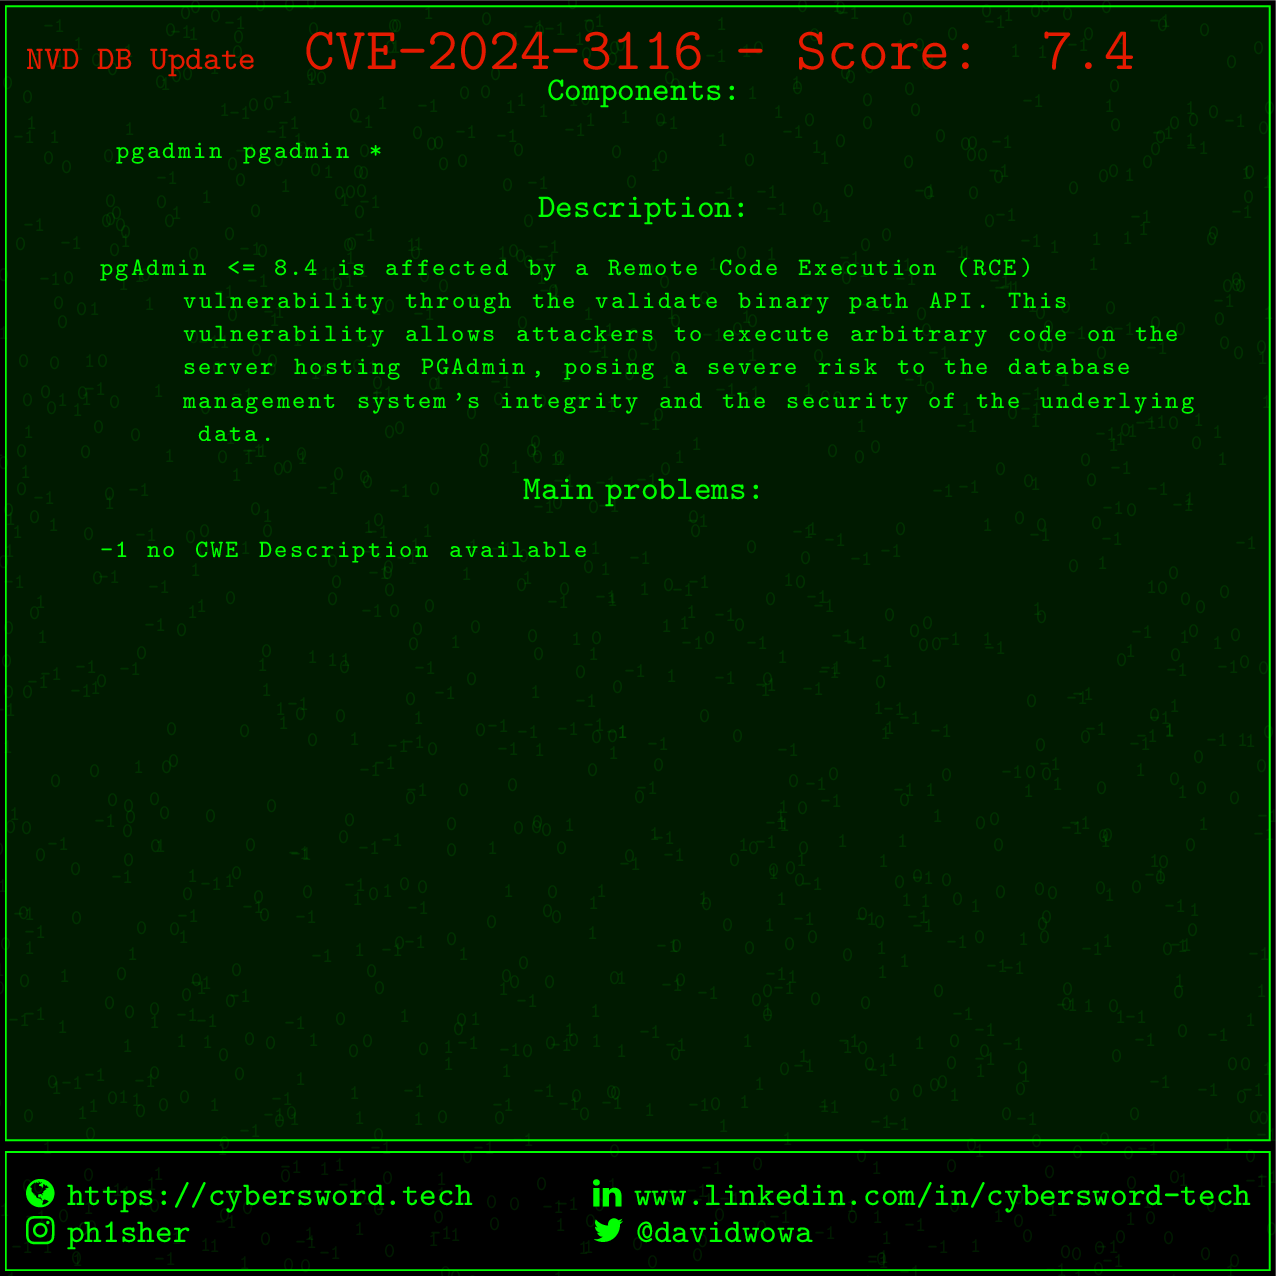 NVD DB Update CVE-2024-3116 - Score: 7.4
Components:
pgadmin pgadmin *
Description:
pgAdmin <= 8.4 is affected by a Remote Code Execution (RCE)
vulnerability through the validate binary path API. This
vulnerability allows attackers to execute arbitrary code on the
server hosting PGAdmin, posing a severe risk to the database
management system's integrity and the security of the underlying
data.
Main problems:
-1 no CWE Description available
https://cybersword.tech
www.linkedin.com/in/cybersword-tech
ph1sher
@davidwowa